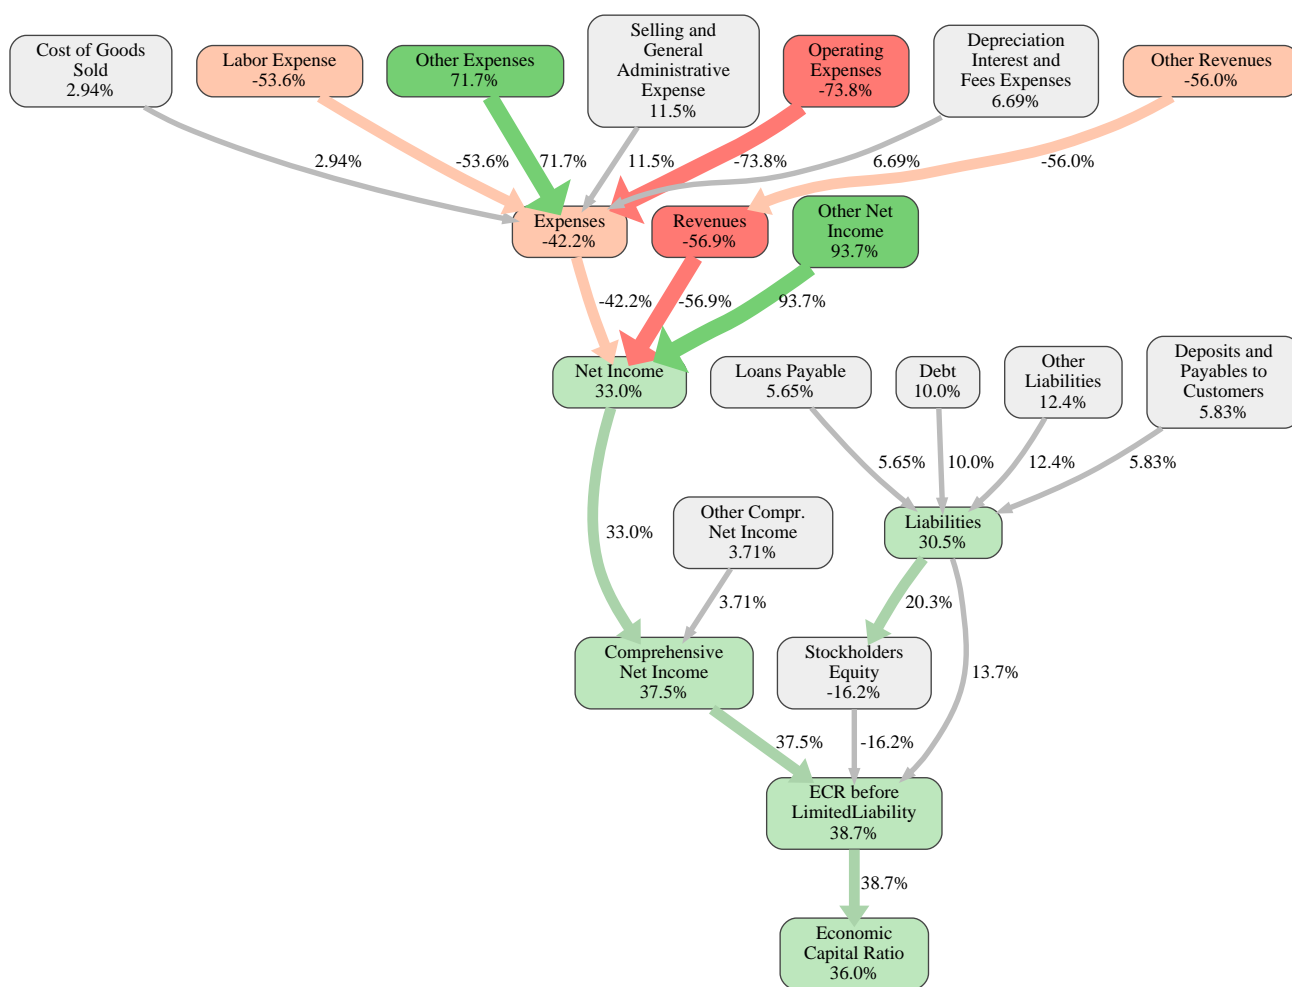 Cost of Goods
Sold
2.94%
Labor Expense
-53.6%
Other Expenses
71.7%
Selling and
General
Administrative
Expense
11.5%
Operating
Expenses
-73.8%
Depreciation
Interest and
Fees Expenses
6.69%
Other Revenues
-56.0%
2.94%
-53.6%
71.7%
11.5%
-73.8%
6.69%
-56.0%
Expenses
-42.2%
Revenues
-56.9%
Other Net
Income
93.7%
-42.2%
-56.9%
93.7%
Net Income
33.0%
Loans Payable
5.65%
Debt
10.0%
Other
Liabilities
12.4%
Deposits and
Payables to
Customers
5.83%
5.65%
10.0%
12.4%
5.83%
33.0%
Other Compr.
Net Income
3.71%
Liabilities
30.5%
3.71%
20.3%
13.7%
Comprehensive
Net Income
37.5%
Stockholders
Equity
-16.2%
37.5%
-16.2%
ECR before
LimitedLiability
38.7%
38.7%
Economic
Capital Ratio
36.0%